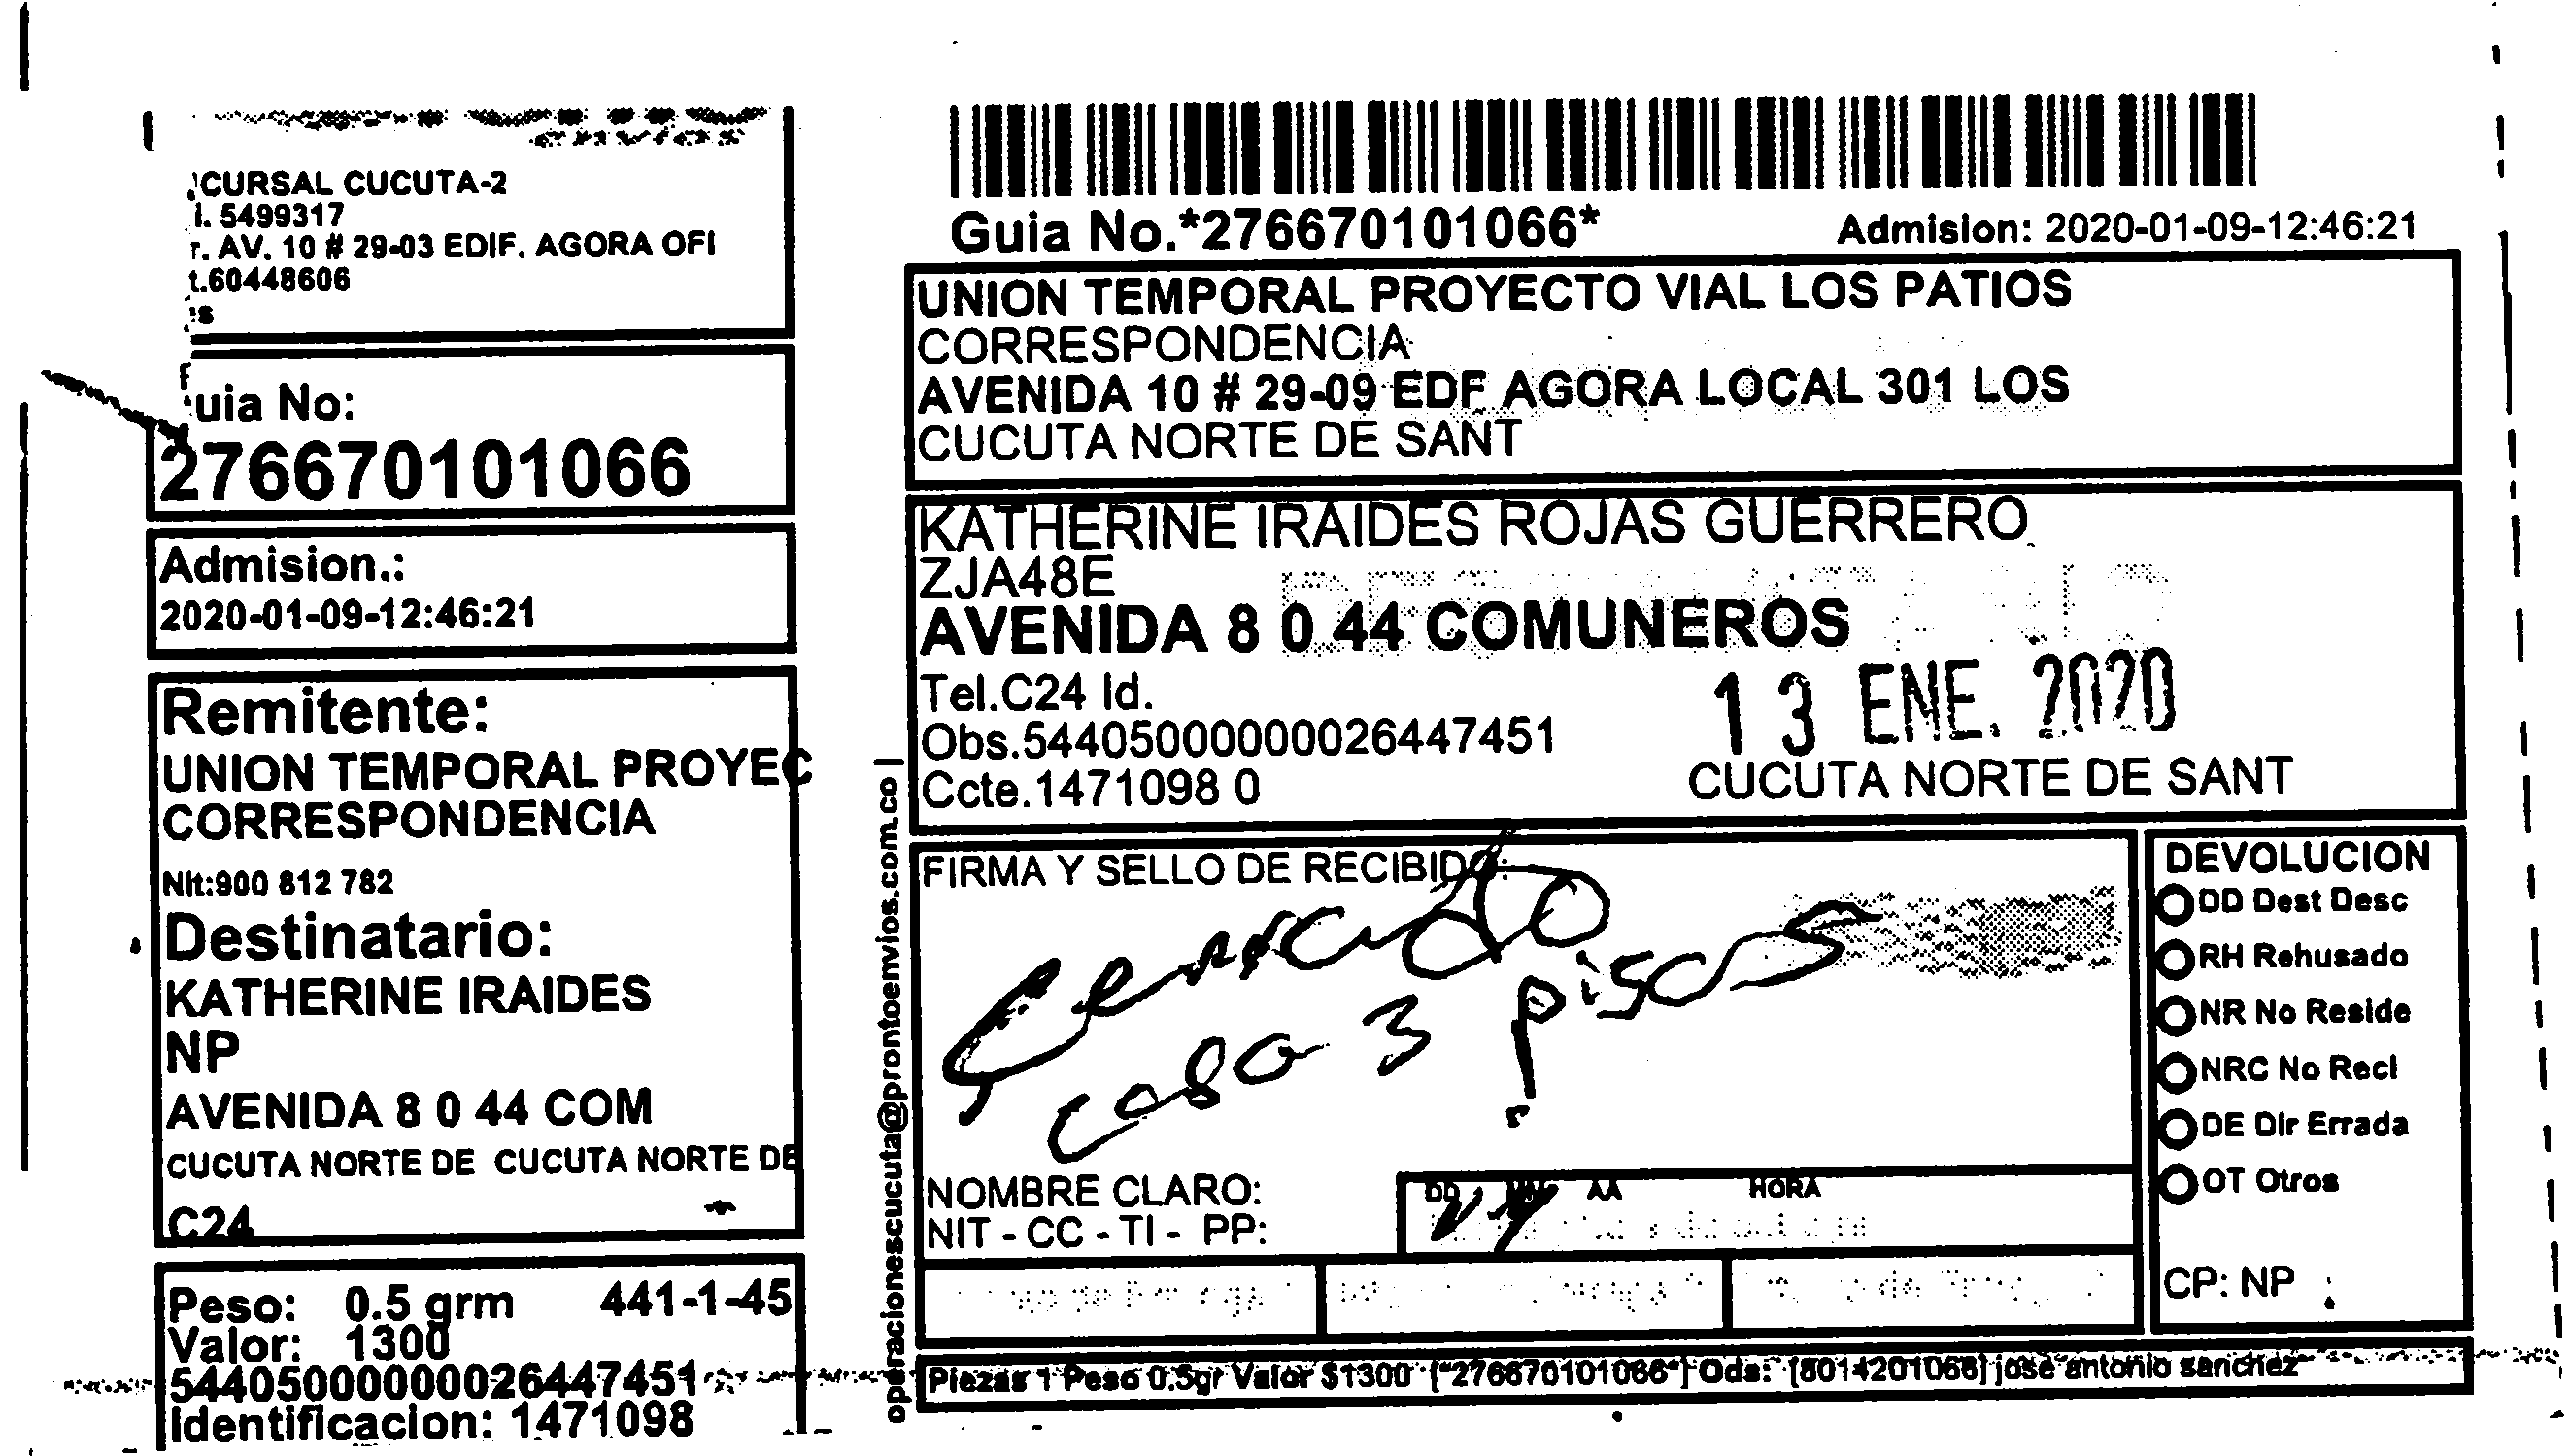 CURSAL CUCUTA-2
5499317
AV. 10 # 29-03 EDIF. AGORA OFI
60448606
uia No:
276670101066
Admision.:
2020-01-09-12:46:21
Remitente:
UNION TEMPORAL PROYEC
CORRESPONDENCIA
Nit:900 812 782
Destinatario:
KATHERINE IRAIDES
NP
AVENIDA 8 0 44 COM
CUCUTA NORTE DE CUCUTA NORTE DE
C24
Peso: 0.5 grm 441-1-45
Valor: 1300
544050000000026447451
Identificacion: 1471098
operacionescucuta@prontoenvios.com.co
Guia No.*276670101066*
Admision: 2020-01-09-12:46:21
UNION TEMPORAL PROYECTO VIAL LOS PATIOS
CORRESPONDENCIA
AVENIDA 10 # 29-09 EDF AGORA LOCAL 301 LOS
CUCUTA NORTE DE SANT
KATHERINE IRAIDES ROJAS GUERRERO
ZJA48E
AVENIDA 8 0 44 COMUNEROS
Tel.C24 Id.
Obs.544050000000026447451
13 ENE. 2020
Ccte.1471098 0
CUCUTA NORTE DE SANT
FIRMA Y SELLO DE RECIBIDO:
Cerrado
casa 3 pisos
NOMBRE CLARO:
NIT - CC - TI - PP:
DD MM AA HORA
DEVOLUCION
DD Dest Desc
RH Rehusado
NR No Reside
NRC No Recl
DE Dir Errada
OT Otros
CP: NP
Piezas 1 Peso 0.5gr Valor $1300 {"276670101066"} Ods: [8014201066] jose antonio sanchez